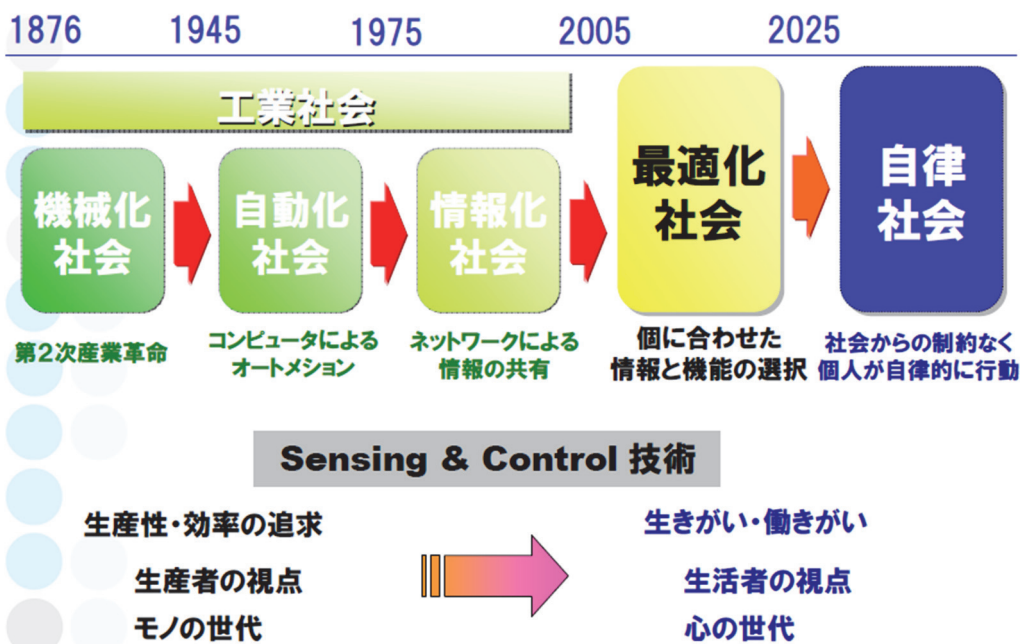 1876 1945 1975 2005 2025
工業社会
機械化
社会
自動化
社会
情報化
社会
最適化
社会
自律
社会
第2次産業革命
コンピュータによる
オートメション
ネットワークによる
情報の共有
個に合わせた
情報と機能の選択
社会からの制約なく
個人が自律的に行動
Sensing & Control 技術
生産性・効率の追求
生産者の視点
モノの世代
生きがい・働きがい
生活者の視点
心の世代